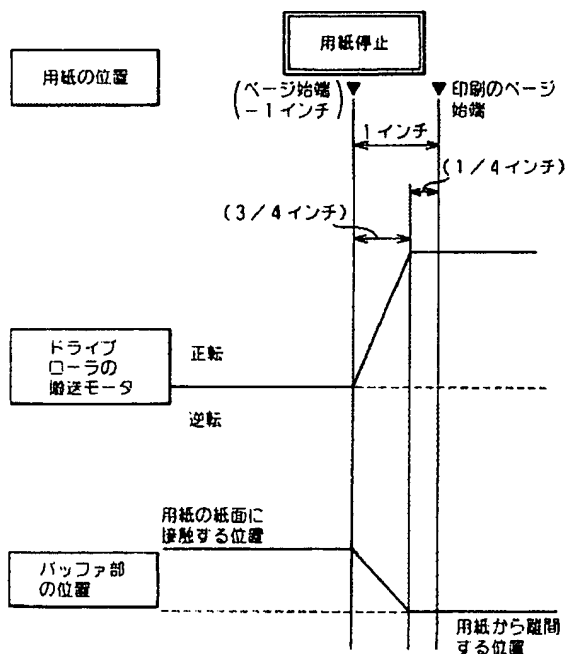 用紙停止
用紙の位置
(ページ始端
-1インチ)
印刷のページ
始端
1インチ
(1/4インチ)
(3/4インチ)
ドライブ
ローラの
搬送モータ
正転
逆転
用紙の紙面に
接触する位置
バッファ部
の位置
用紙から離間
する位置